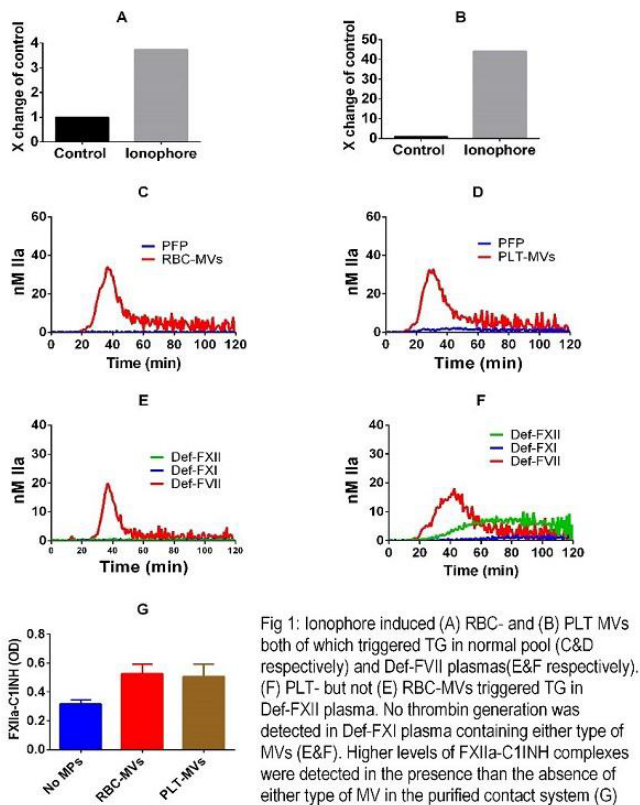 A
X change of control
4
3
2
1
0
Control Ionophore
B
X change of control
50
40
30
20
10
0
Control Ionophore
C
nM IIa
60
40
20
0
PFP
RBC-MVs
0 20 40 60 80 100 120
Time (min)
D
nM IIa
60
40
20
0
PFP
PLT-MVs
0 20 40 60 80 100 120
Time (min)
E
nM IIa
40
30
20
10
0
Def-FXII
Def-FXI
Def-FVII
0 20 40 60 80 100 120
Time (min)
F
nM IIa
40
30
20
10
0
Def-FXII
Def-FXI
Def-FVII
0 20 40 60 80 100 120
Time (min)
G
FXIIa-C1INH (OD)
0.8
0.6
0.4
0.2
0.0
No MPs
RBC-MVs
PLT-MVs
Fig 1: Ionophore induced (A) RBC- and (B) PLT MVs
both of which triggered TG in normal pool (C&D
respectively) and Def-FVII plasmas(E&F respectively).
(F) PLT- but not (E) RBC-MVs triggered TG in
Def-FXII plasma. No thrombin generation was
detected in Def-FXI plasma containing either type of
MVs (E&F). Higher levels of FXIIa-C1INH complexes
were detected in the presence than the absence of
either type of MV in the purified contact system (G)